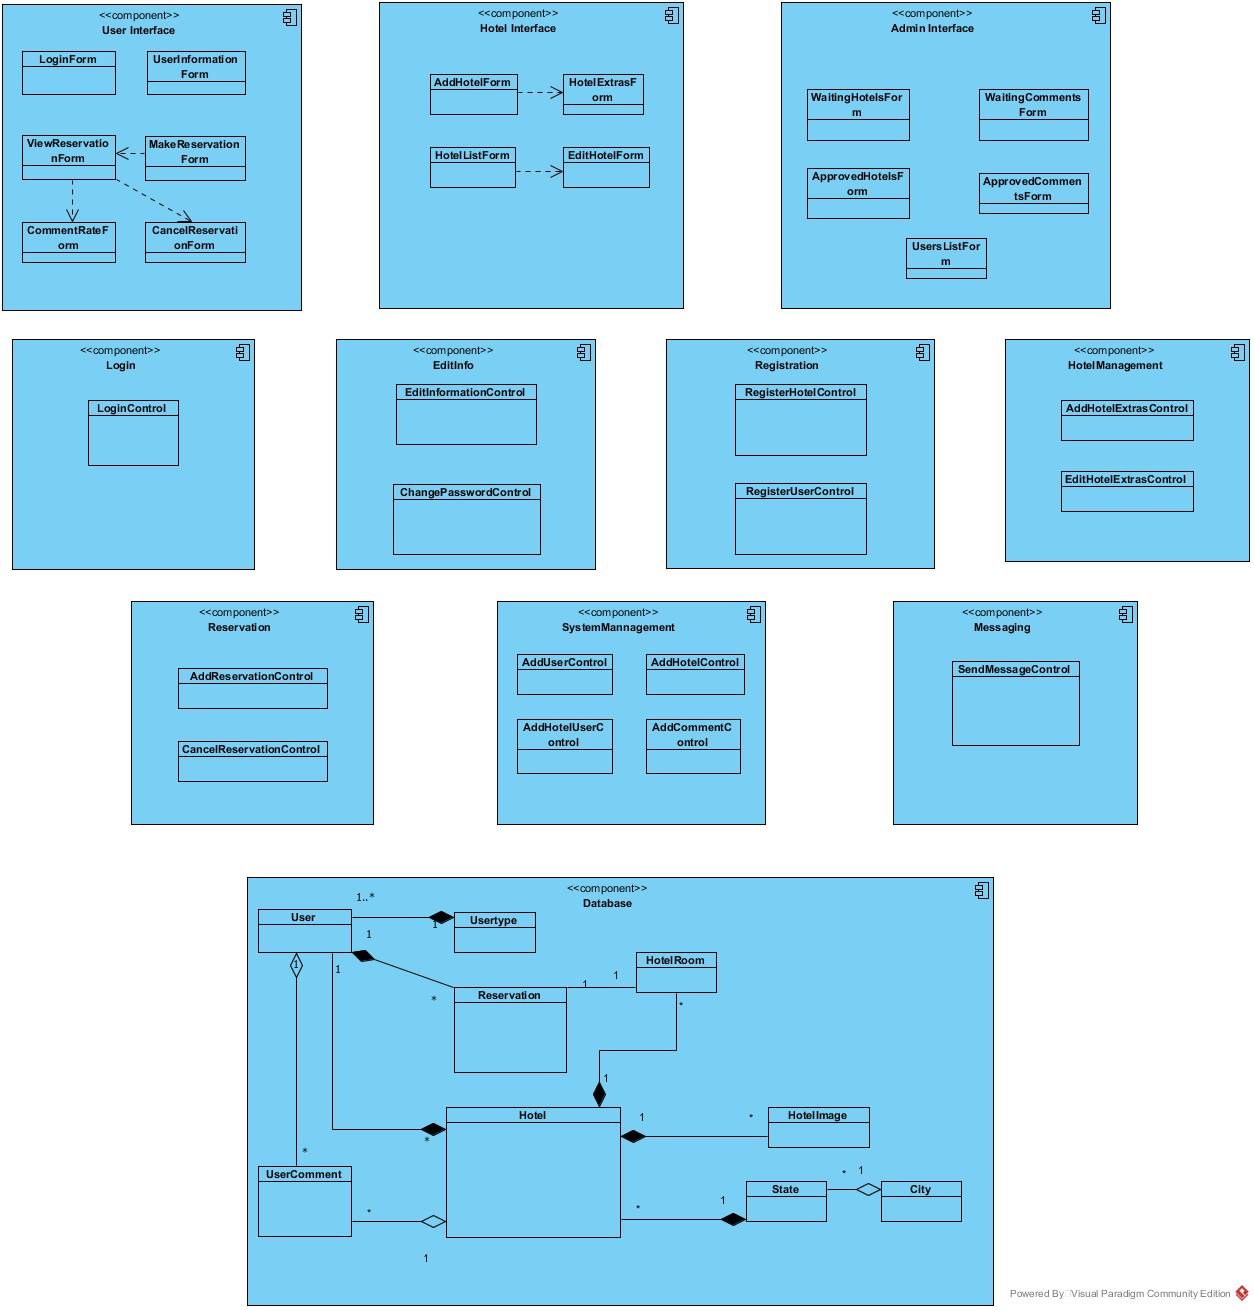 <<component>>
User Interface
LoginForm
UserInformation
Form
ViewReservatio
nForm
MakeReservation
Form
CommentRateF
orm
CancelReservati
onForm
<<component>>
Hotel Interface
AddHotelForm
HotelExtrasF
orm
HotelListForm
EditHotelForm
<<component>>
Admin Interface
WaitingHotelsFor
m
WaitingComments
Form
ApprovedHotelsF
orm
ApprovedCommen
tsForm
UsersListFor
m
<<component>>
Login
LoginControl
<<component>>
EditInfo
EditInformationControl
ChangePasswordControl
<<component>>
Registration
RegisterHotelControl
RegisterUserControl
<<component>>
HotelManagement
AddHotelExtrasControl
EditHotelExtrasControl
<<component>>
Reservation
AddReservationControl
CancelReservationControl
<<component>>
SystemMannagement
AddUserControl
AddHotelControl
AddHotelUserC
ontrol
AddCommentC
ontrol
<<component>>
Messaging
SendMessageControl
<<component>>
Database
1..*
User
1
Usertype
1
1
1
*
Reservation
1
1
HotelRoom
*
1
Hotel
1
*
HotelImage
*
*
UserComment
*
1
*
1
State
*
1
City
Powered By Visual Paradigm Community Edition